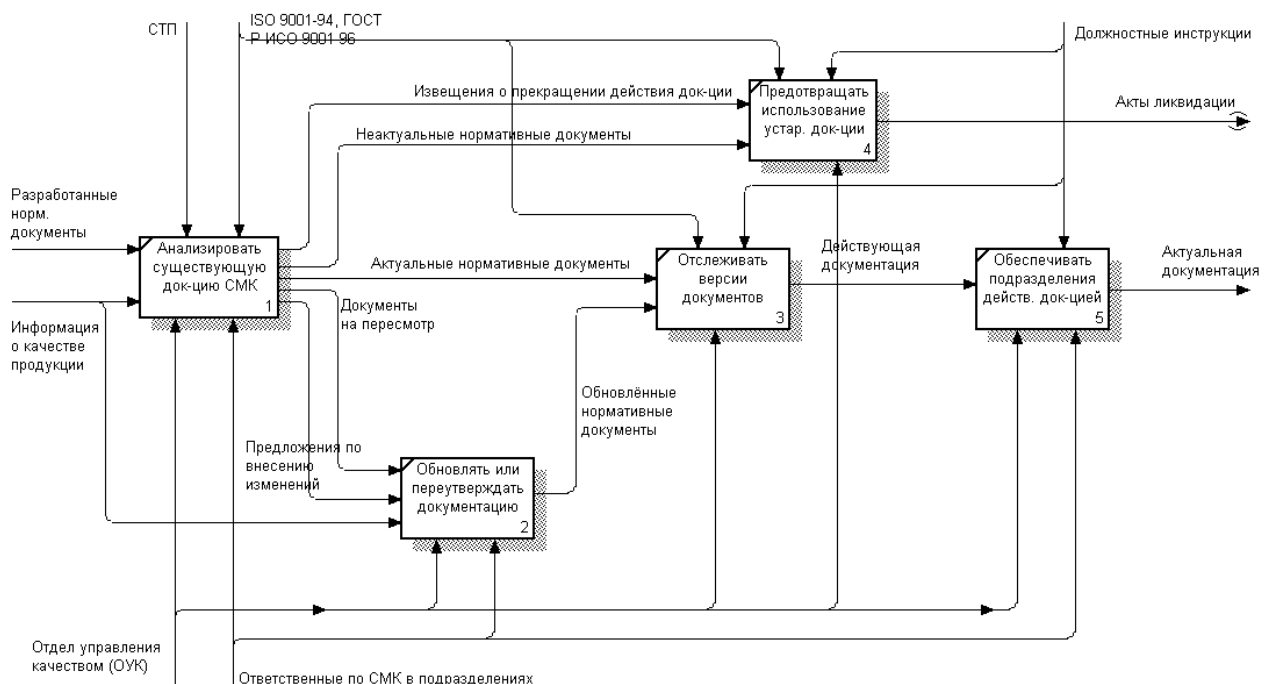 СТП
ISO 9001-94, ГОСТ
Р ИСО 9001-96
Должностные инструкции
Извещения о прекращении действия док-ции
Предотвращать
использование
устар. док-ции
4
Акты ликвидации
Неактуальные нормативные документы
Разработанные
норм.
документы
Анализировать
существующую
док-цию СМК
1
Актуальные нормативные документы
Отслеживать
версии
документов
3
Действующая
документация
Обеспечивать
подразделения
действ. док-цией
5
Актуальная
документация
Информация
о качестве
продукции
Документы
на пересмотр
Обновлённые
нормативные
документы
Предложения по
внесению
изменений
Обновлять или
переутверждать
документацию
2
Отдел управления
качеством (ОУК)
Ответственные по СМК в подразделениях